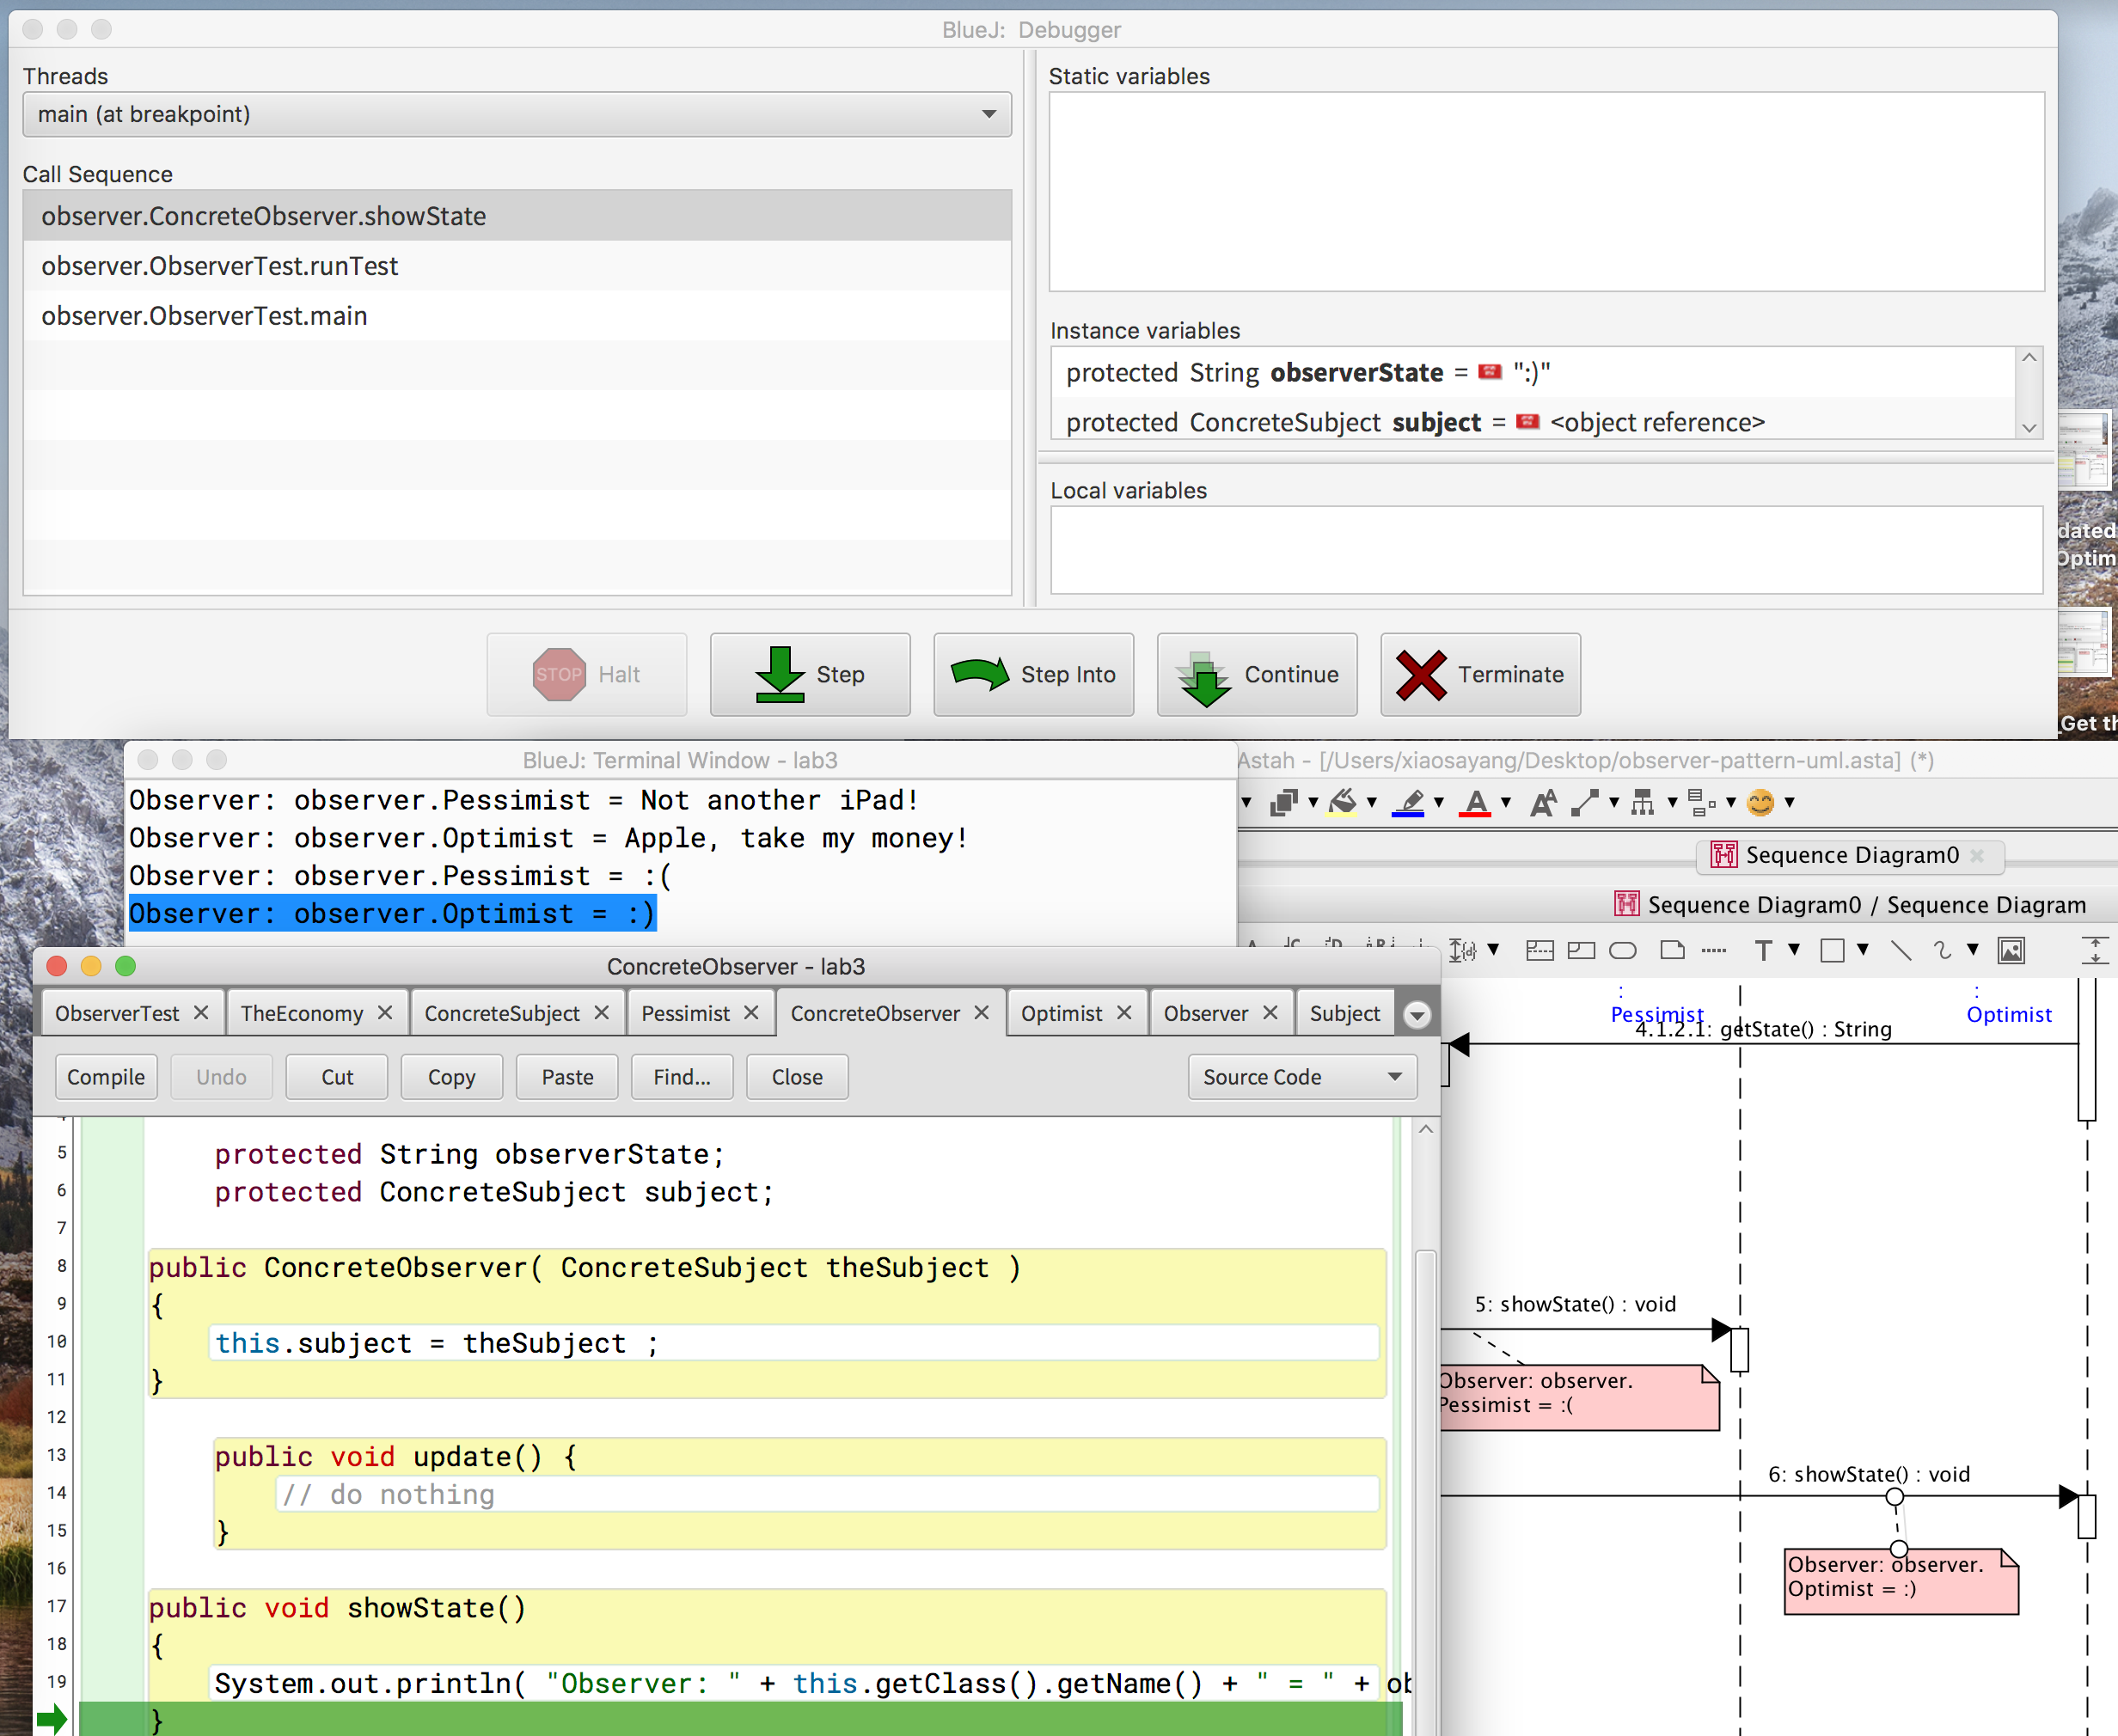 BlueJ: Debugger
Threads
main (at breakpoint)
Call Sequence
observer.ConcreteObserver.showState
observer.ObserverTest.runTest
observer.ObserverTest.main
Static variables
Instance variables
protected String observerState = ":)"
protected ConcreteSubject subject = <object reference>
Local variables
STOP Halt
Step
Step Into
Continue
Terminate
dated
Optim
Get th
BlueJ: Terminal Window - lab3
Observer: observer.Pessimist = Not another iPad!
Observer: observer.Optimist = Apple, take my money!
Observer: observer.Pessimist = :(
Observer: observer.Optimist = :)
Astah - [/Users/xiaosayang/Desktop/observer-pattern-uml.asta] (*)
Sequence Diagram0
Sequence Diagram0 / Sequence Diagram
ConcreteObserver - lab3
ObserverTest
TheEconomy
ConcreteSubject
Pessimist
ConcreteObserver
Optimist
Observer
Subject
Compile
Undo
Cut
Copy
Paste
Find...
Close
Source Code
5 protected String observerState;
6 protected ConcreteSubject subject;
7
8 public ConcreteObserver( ConcreteSubject theSubject )
9 {
10 this.subject = theSubject ;
11 }
12
13 public void update() {
14 // do nothing
15 }
16
17 public void showState()
18 {
19 System.out.println( "Observer: " + this.getClass().getName() + " = " + ob
}
:
Pessimist
:
Optimist
4.1.2.1: getState() : String
5: showState() : void
Observer: observer.
Pessimist = :(
6: showState() : void
Observer: observer.
Optimist = :)